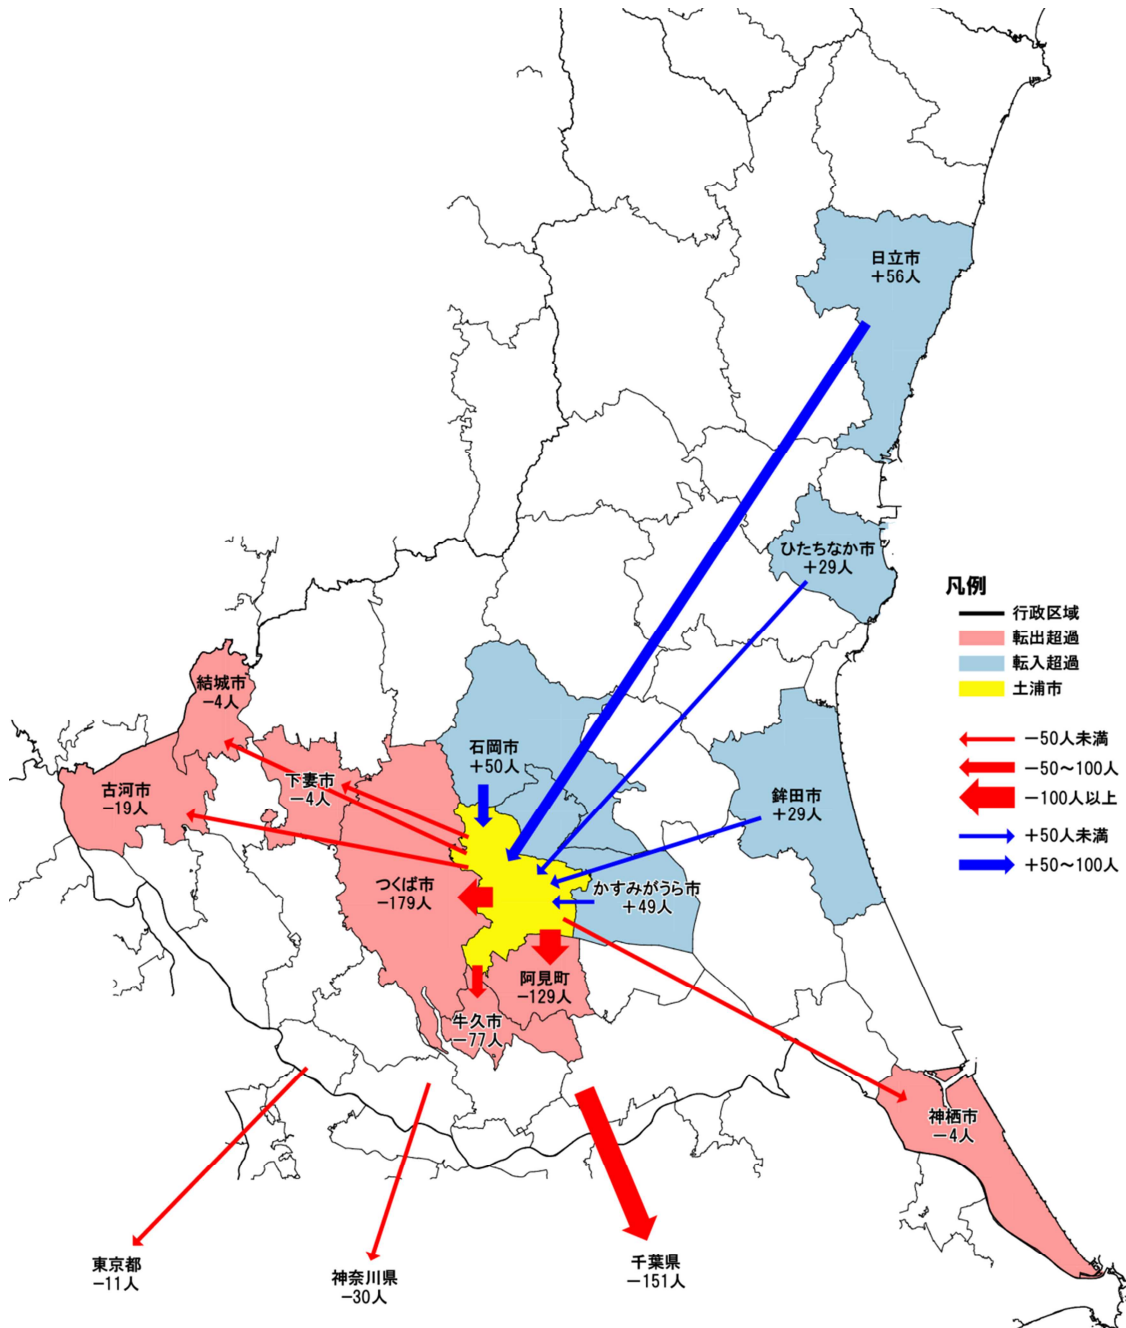 日立市
+56人
ひたちなか市
+29人
凡例
行政区域
転出超過
転入超過
土浦市
−50人未満
−50～100人
−100人以上
+50人未満
+50～100人
結城市
−4人
石岡市
+50人
下妻市
−4人
古河市
−19人
鉾田市
+29人
つくば市
−179人
かすみがうら市
+49人
阿見町
−129人
牛久市
−77人
神栖市
−4人
東京都
−11人
神奈川県
−30人
千葉県
−151人